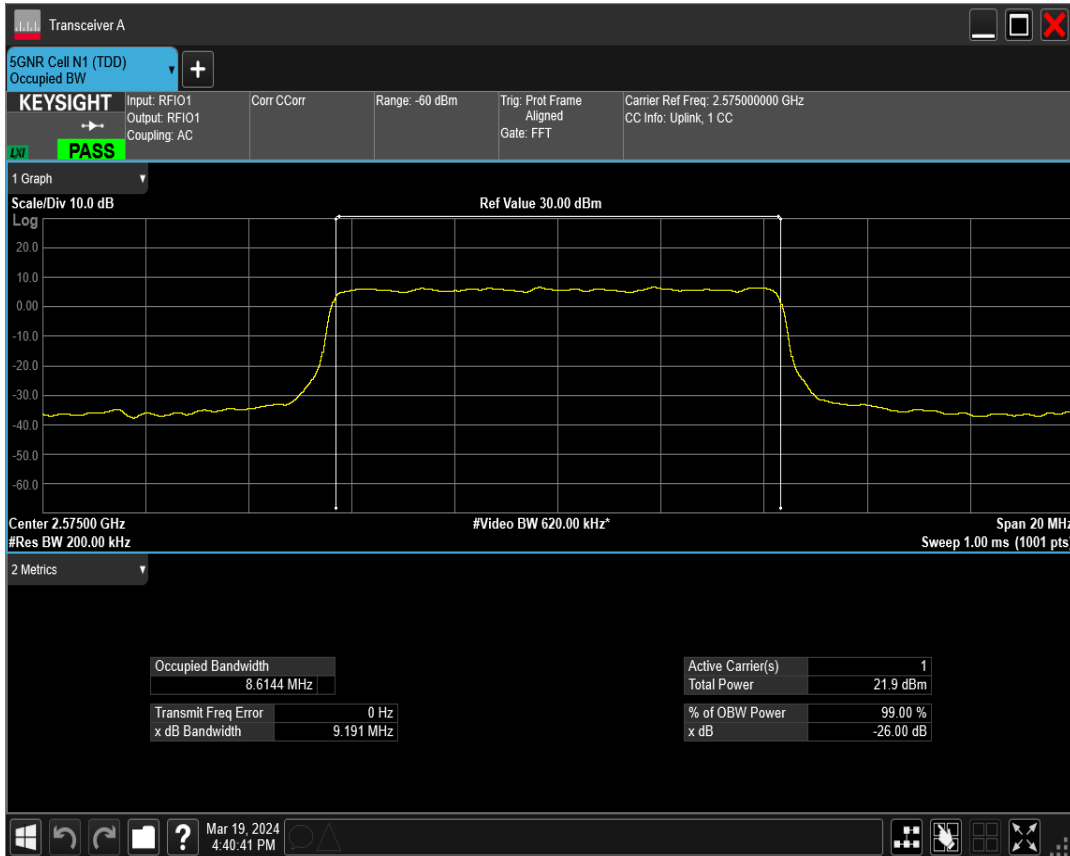 Transceiver A
5GNR Cell N1 (TDD)
Occupied BW
+
KEYSIGHT
LXI
PASS
Input: RFIO1
Output: RFIO1
Coupling: AC
Corr CCorr
Range: -60 dBm
Trig: Prot Frame
Aligned
Gate: FFT
Carrier Ref Freq: 2.575000000 GHz
CC Info: Uplink, 1 CC
1 Graph
Scale/Div 10.0 dB
Ref Value 30.00 dBm
Log
20.0
10.0
0.00
-10.0
-20.0
-30.0
-40.0
-50.0
-60.0
Center 2.57500 GHz
#Video BW 620.00 kHz*
Span 20 MHz
#Res BW 200.00 kHz
Sweep 1.00 ms (1001 pts)
2 Metrics
Occupied Bandwidth
8.6144 MHz
Transmit Freq Error 0 Hz
x dB Bandwidth 9.191 MHz
Active Carrier(s) 1
Total Power 21.9 dBm
% of OBW Power 99.00 %
x dB -26.00 dB
?
Mar 19, 2024
4:40:41 PM